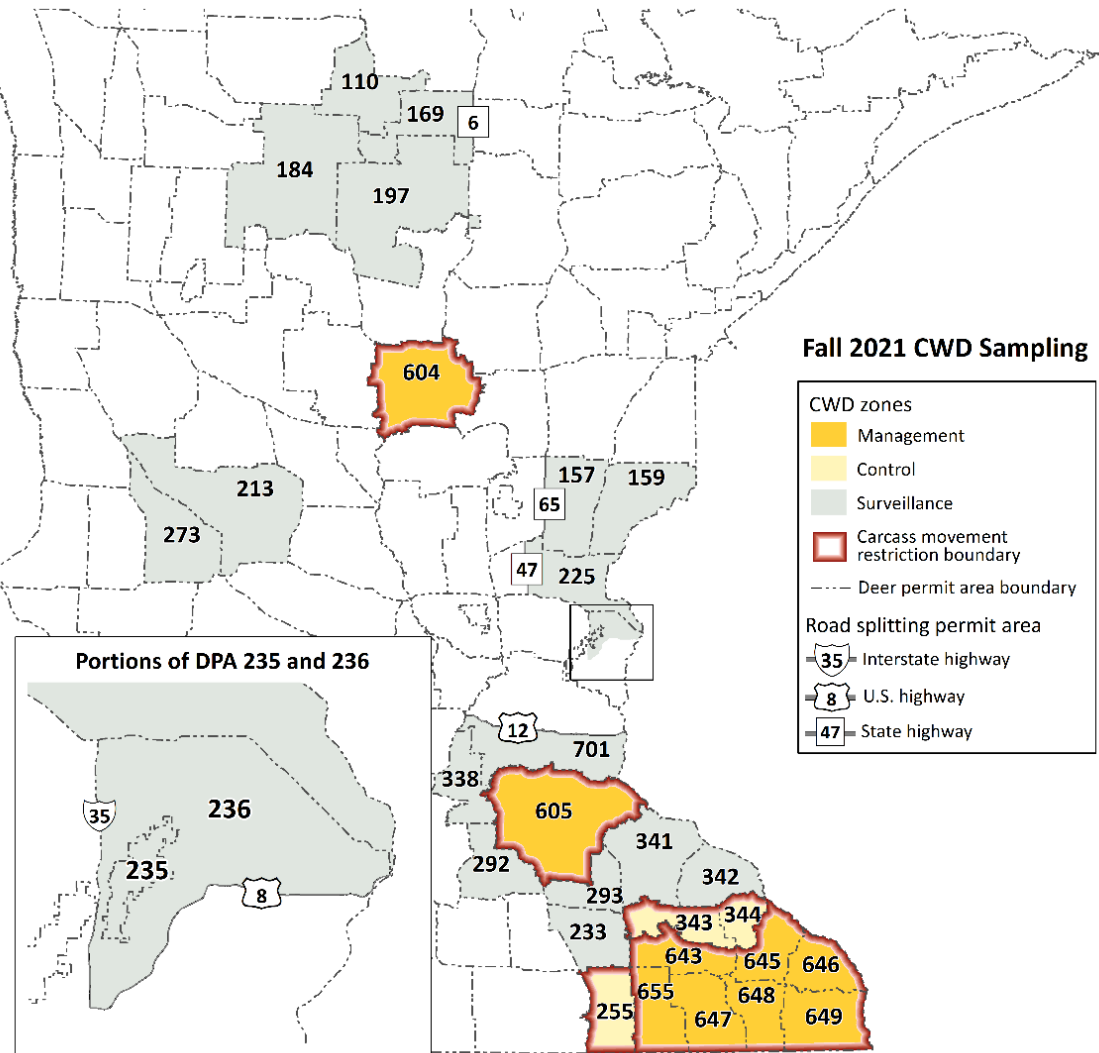 110
169
6
184
197
604
Fall 2021 CWD Sampling
CWD zones
Management
Control
Surveillance
Carcass movement
restriction boundary
Deer permit area boundary
Road splitting permit area
35 Interstate highway
8 U.S. highway
47 State highway
157
159
65
213
273
47
225
Portions of DPA 235 and 236
236
35
235
8
12
701
338
605
341
292
342
293
344
343
233
643
645
646
655
648
255
647
649